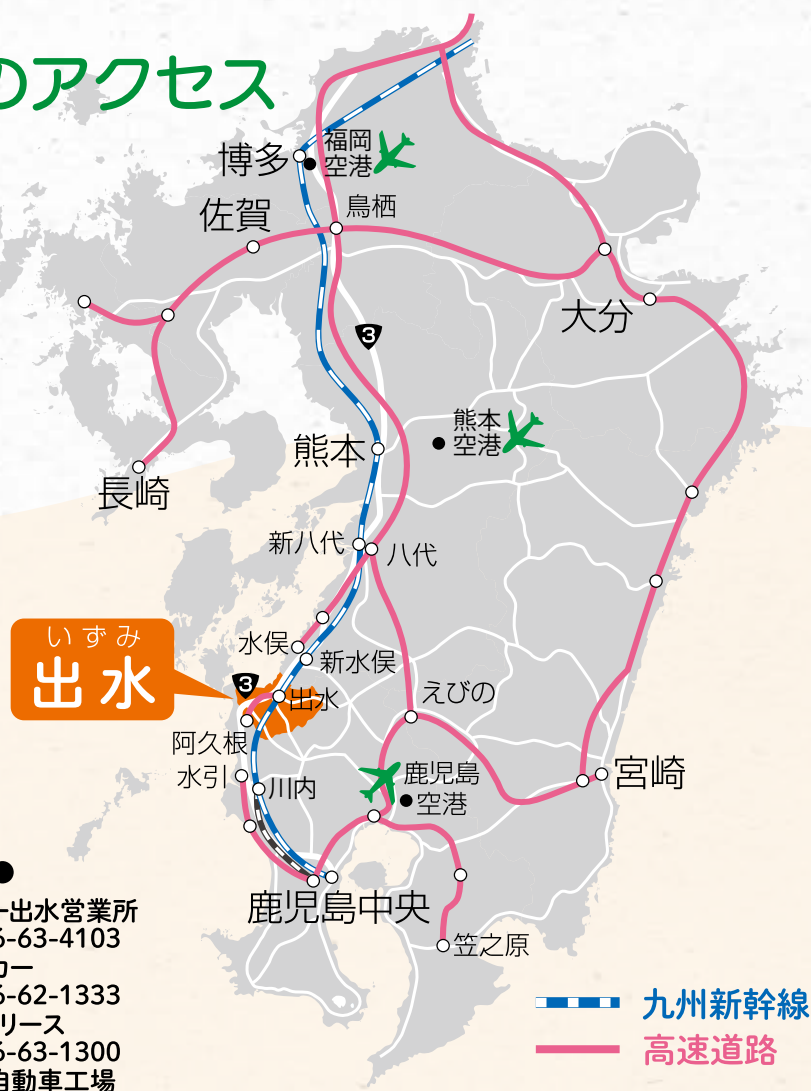 のアクセス
福岡
空港
博多
佐賀
鳥栖
大分
3
熊本
空港
熊本
長崎
新八代
八代
水俣
新水俣
いずみ
出水
3
出水
えびの
阿久根
水引
川内
鹿児島
空港
宮崎
鹿児島中央
笠之原
ー出水営業所
6-63-4103
カー
6-62-1333
リース
6-63-1300
自動車工場
九州新幹線
高速道路